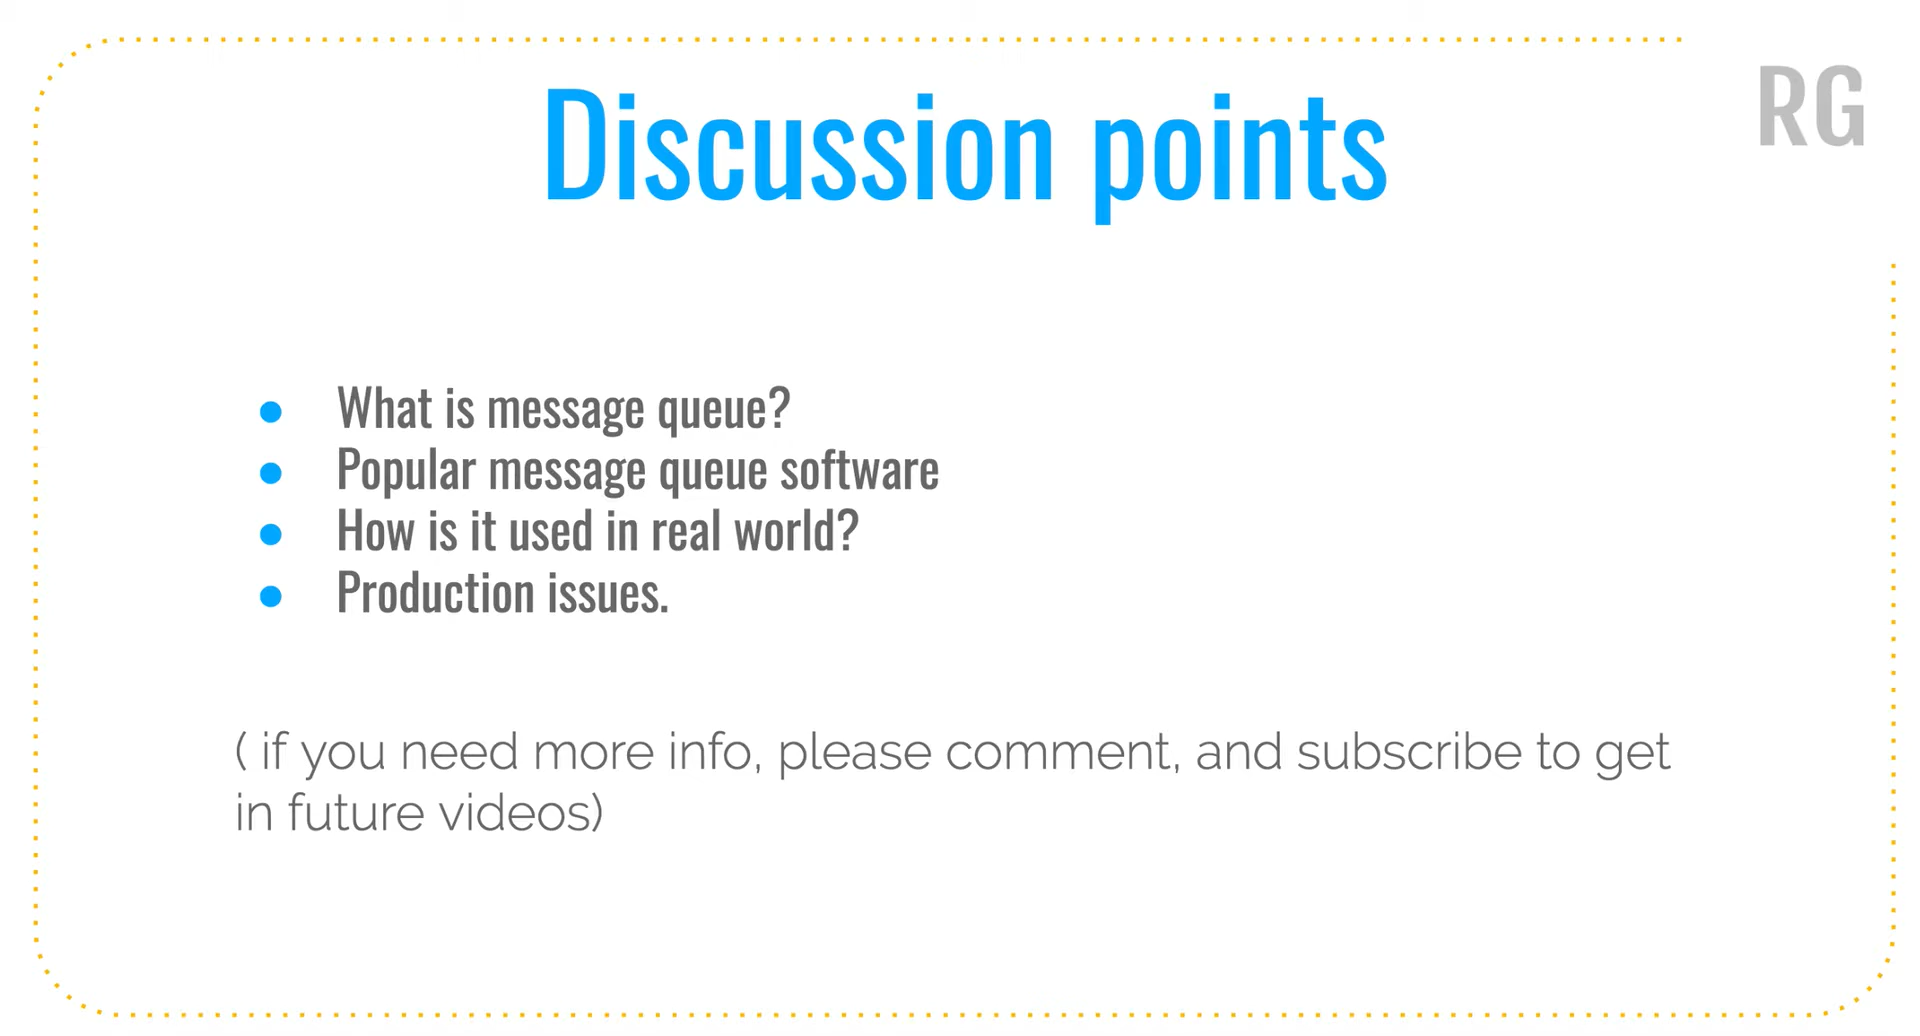 RG
Discussion points
● What is message queue?
● Popular message queue software
● How is it used in real world?
● Production issues.
( if you need more info, please comment, and subscribe to get
in future videos)